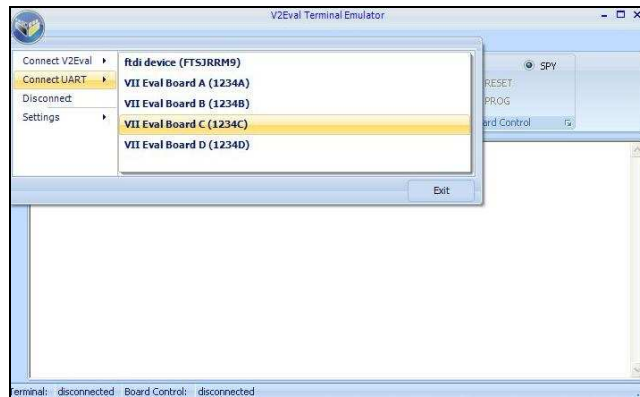 V2Eval Terminal Emulator
Connect V2Eval
Connect UART
Disconnect
Settings
ftdi device (FTSJRRM9)
VII Eval Board A (1234A)
VII Eval Board B (1234B)
VII Eval Board C (1234C)
VII Eval Board D (1234D)
SPY
RESET
PROG
ard Control
Exit
Terminal: disconnected Board Control: disconnected